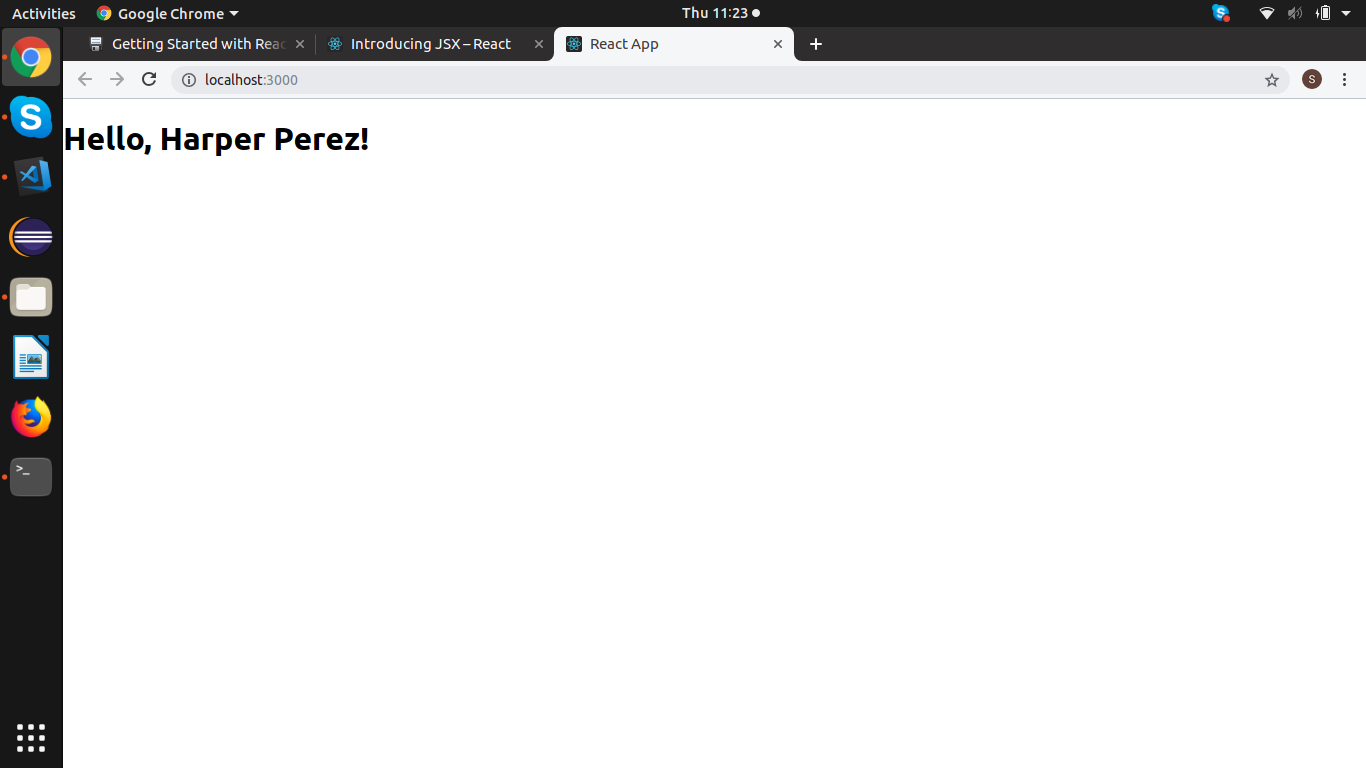 Activities Google Chrome Thu 11:23
Getting Started with Reac Introducing JSX – React React App
localhost:3000 S
Hello, Harper Perez!
S
>_